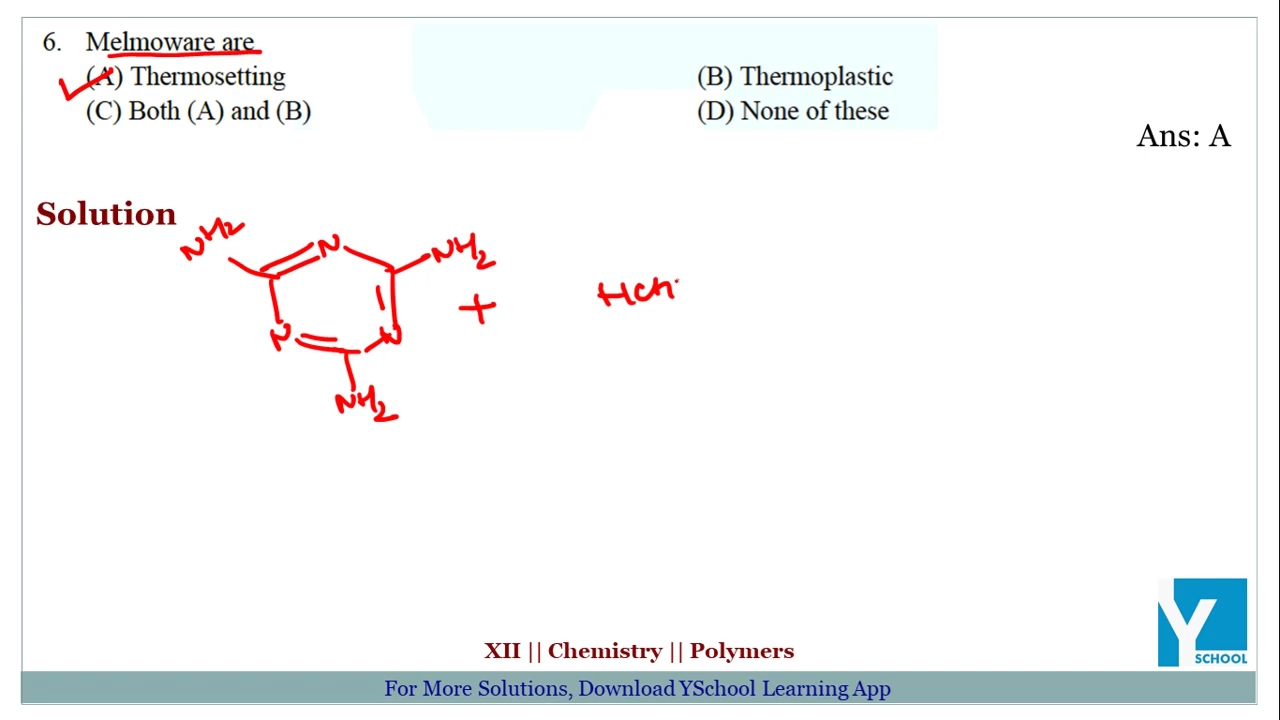 6. Melmoware are
(A) Thermosetting (B) Thermoplastic
(C) Both (A) and (B) (D) None of these
Ans: A
Solution
NH2 N NH2
N N
NH2
+
XII || Chemistry || Polymers
Y SCHOOL
For More Solutions, Download YSchool Learning App